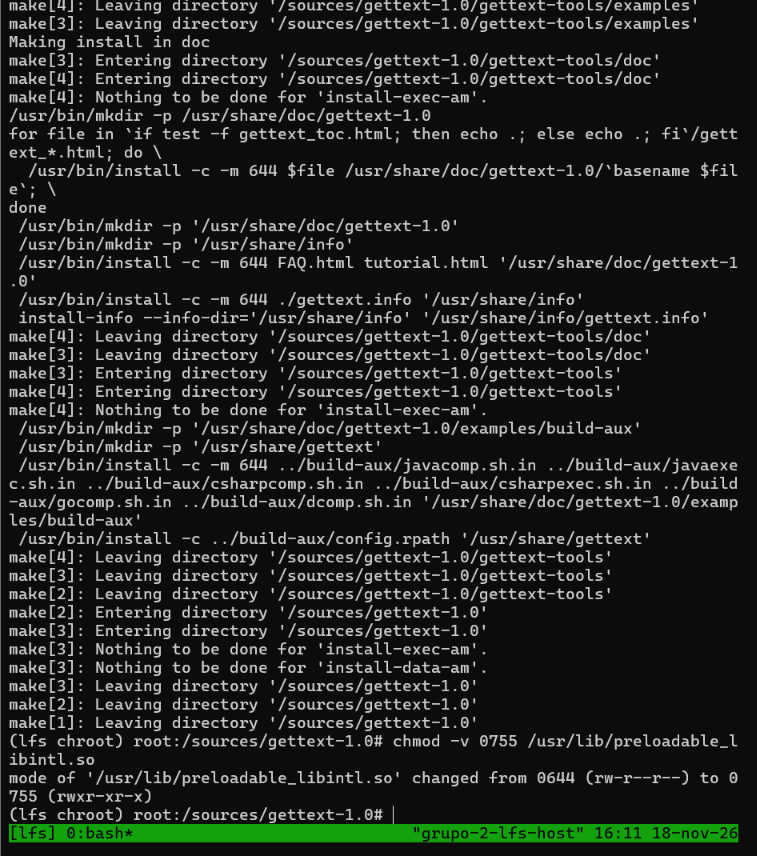 make[4]: Leaving directory '/sources/gettext-1.0/gettext-tools/examples'
make[3]: Leaving directory '/sources/gettext-1.0/gettext-tools/examples'
Making install in doc
make[3]: Entering directory '/sources/gettext-1.0/gettext-tools/doc'
make[4]: Entering directory '/sources/gettext-1.0/gettext-tools/doc'
make[4]: Nothing to be done for 'install-exec-am'.
/usr/bin/mkdir -p /usr/share/doc/gettext-1.0
for file in `if test -f gettext_toc.html; then echo .; else echo .; fi`/gett
ext_*.html; do \
  /usr/bin/install -c -m 644 $file /usr/share/doc/gettext-1.0/`basename $fil
e`; \
done
 /usr/bin/mkdir -p '/usr/share/doc/gettext-1.0'
 /usr/bin/mkdir -p '/usr/share/info'
 /usr/bin/install -c -m 644 FAQ.html tutorial.html '/usr/share/doc/gettext-1
.0'
 /usr/bin/install -c -m 644 ./gettext.info '/usr/share/info'
 install-info --info-dir='/usr/share/info' '/usr/share/info/gettext.info'
make[4]: Leaving directory '/sources/gettext-1.0/gettext-tools/doc'
make[3]: Leaving directory '/sources/gettext-1.0/gettext-tools/doc'
make[3]: Entering directory '/sources/gettext-1.0/gettext-tools'
make[4]: Entering directory '/sources/gettext-1.0/gettext-tools'
make[4]: Nothing to be done for 'install-exec-am'.
 /usr/bin/mkdir -p '/usr/share/doc/gettext-1.0/examples/build-aux'
 /usr/bin/mkdir -p '/usr/share/gettext'
 /usr/bin/install -c -m 644 ../build-aux/javacomp.sh.in ../build-aux/javaexe
c.sh.in ../build-aux/csharpcomp.sh.in ../build-aux/csharpexec.sh.in ../build
-aux/gocomp.sh.in ../build-aux/dcomp.sh.in '/usr/share/doc/gettext-1.0/examp
les/build-aux'
 /usr/bin/install -c ../build-aux/config.rpath '/usr/share/gettext'
make[4]: Leaving directory '/sources/gettext-1.0/gettext-tools'
make[3]: Leaving directory '/sources/gettext-1.0/gettext-tools'
make[2]: Leaving directory '/sources/gettext-1.0/gettext-tools'
make[2]: Entering directory '/sources/gettext-1.0'
make[3]: Entering directory '/sources/gettext-1.0'
make[3]: Nothing to be done for 'install-exec-am'.
make[3]: Nothing to be done for 'install-data-am'.
make[3]: Leaving directory '/sources/gettext-1.0'
make[2]: Leaving directory '/sources/gettext-1.0'
make[1]: Leaving directory '/sources/gettext-1.0'
(lfs chroot) root:/sources/gettext-1.0# chmod -v 0755 /usr/lib/preloadable_l
ibintl.so
mode of '/usr/lib/preloadable_libintl.so' changed from 0644 (rw-r--r--) to 0
755 (rwxr-xr-x)
(lfs chroot) root:/sources/gettext-1.0#
[lfs] 0:bash* "grupo-2-lfs-host" 16:11 18-nov-26